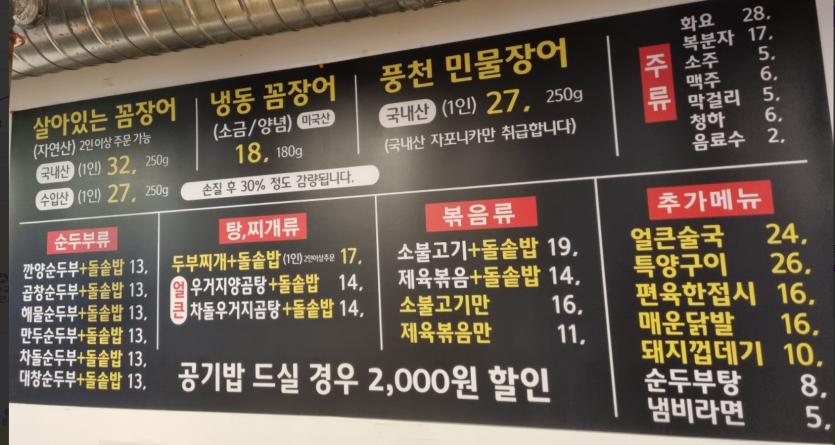 살아있는 꼼장어
(자연산) 2인이상 주문 가능
국내산 (1인) 32, 250g
수입산 (1인) 27, 250g
냉동 꼼장어
(소금/양념) 미국산
18, 180g
손질 후 30% 정도 감량됩니다.
풍천 민물장어
국내산 (1인) 27, 250g
(국내산 자포니카만 취급합니다)
주류
화요 28,
복분자 17,
소주 5,
맥주 6,
막걸리 5,
청하 6,
음료수 2,
순두부류
깐양순두부+돌솥밥 13,
곱창순두부+돌솥밥 13,
해물순두부+돌솥밥 13,
만두순두부+돌솥밥 13,
차돌순두부+돌솥밥 13,
대창순두부+돌솥밥 13,
탕,찌개류
두부찌개+돌솥밥 (1인) 2인이상주문 17,
얼큰
우거지양곰탕+돌솥밥 14,
차돌우거지곰탕+돌솥밥 14,
볶음류
소불고기+돌솥밥 19,
제육볶음+돌솥밥 14,
소불고기만 16,
제육볶음만 11,
공기밥 드실 경우 2,000원 할인
추가메뉴
얼큰술국 24,
특양구이 26,
편육한접시 16,
매운닭발 16,
돼지껍데기 10,
순두부탕 8,
냄비라면 5,